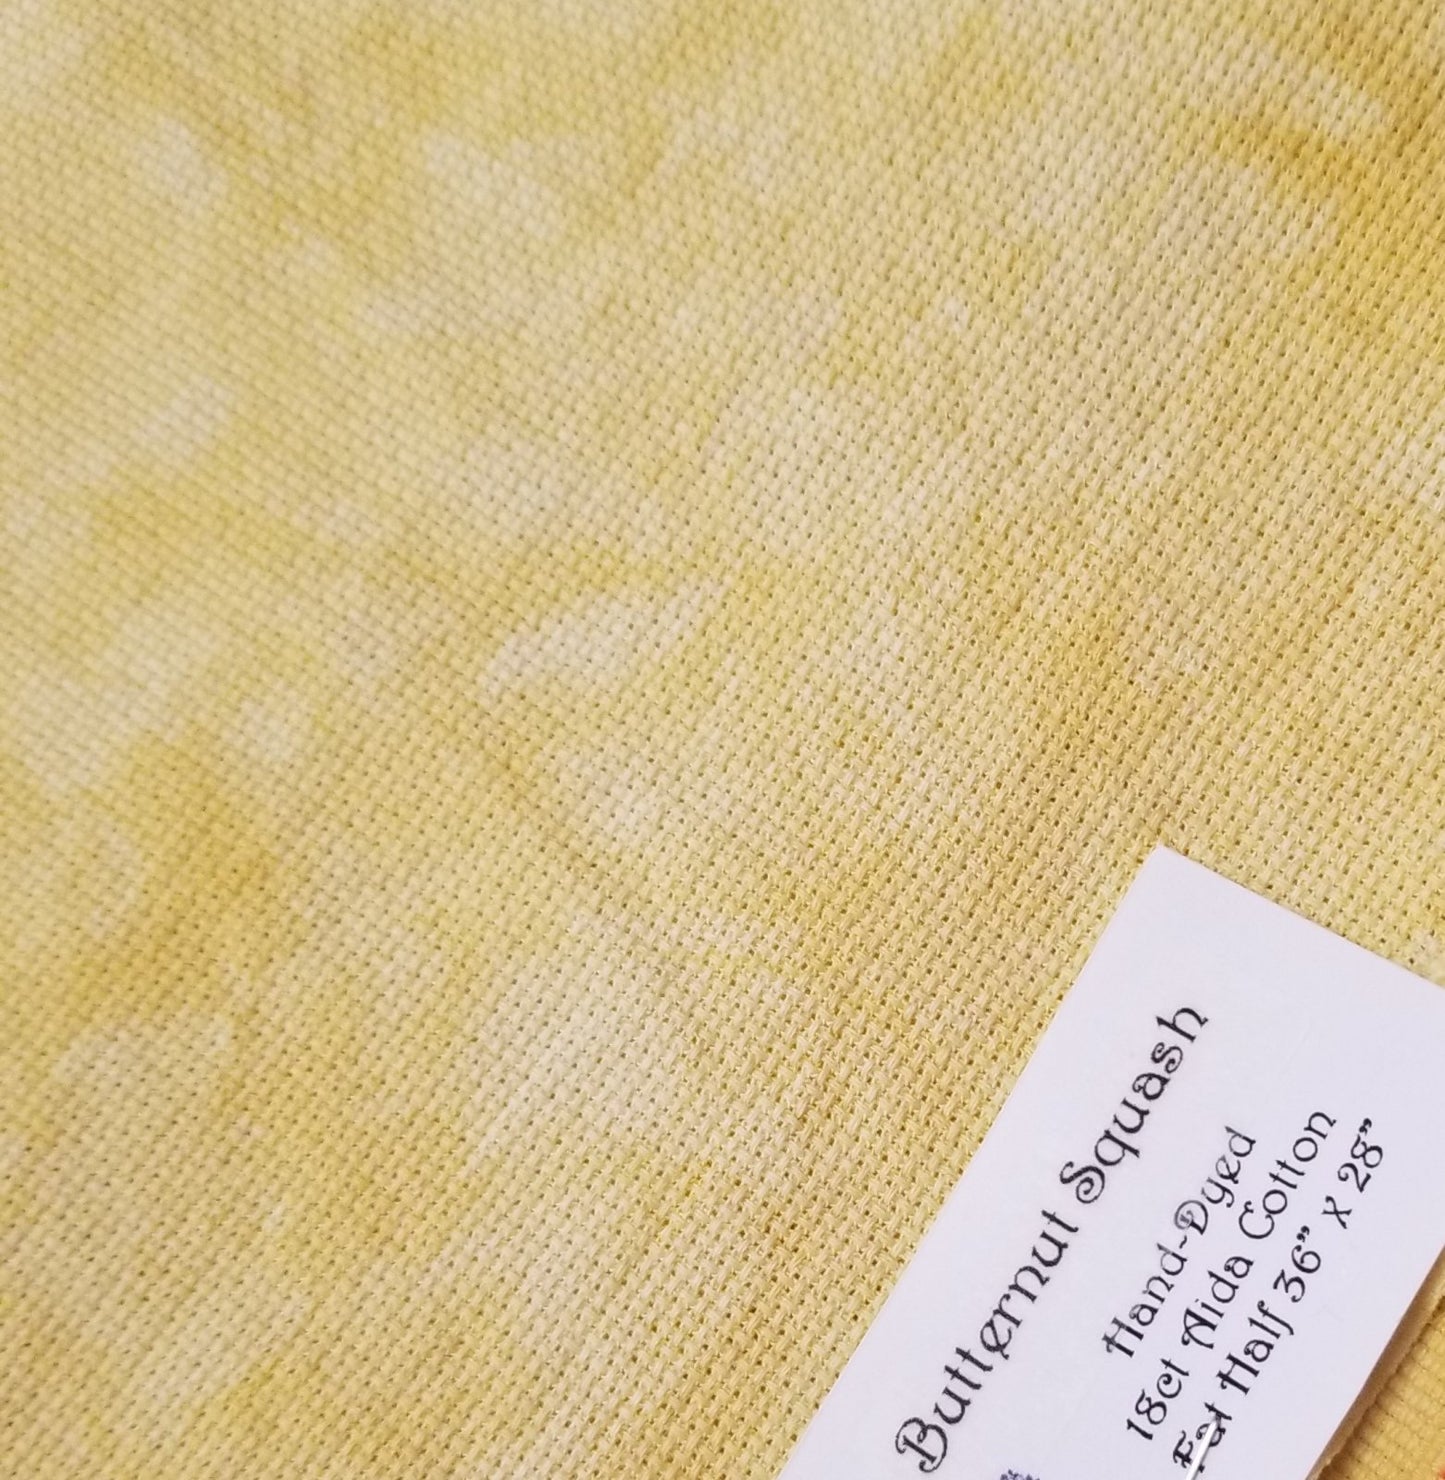 Butternut Squash
Hand-Dyed
18ct Aida Cotton
Fat Half 36" x 28"